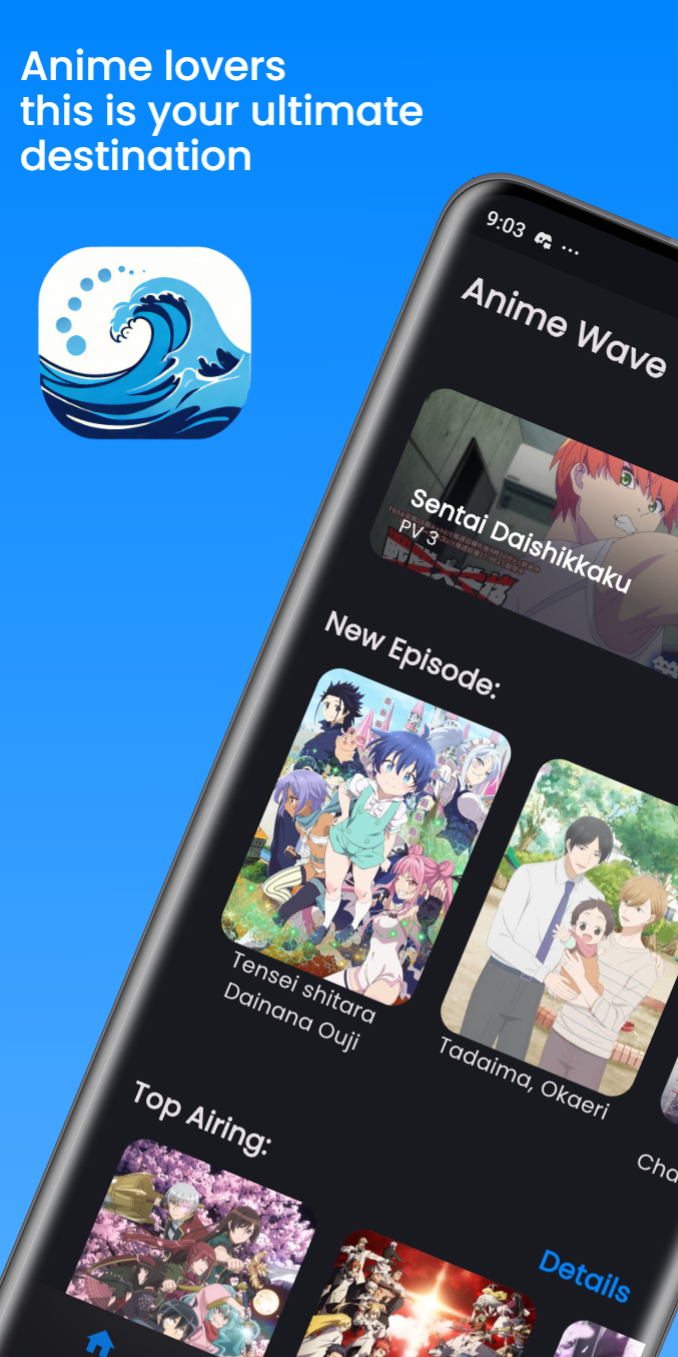 Anime lovers
this is your ultimate
destination
9:03
Anime Wave
Sentai Daishikkaku
PV 3
New Episode:
Tensei shitara
Dainana Ouji
Tadaima, Okaeri
Cha
Top Airing:
Details